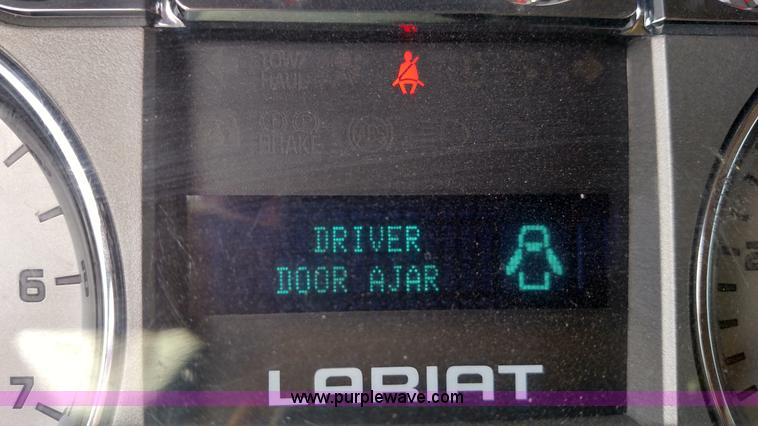 TOW/
HAUL
BRAKE
DRIVER
DOOR AJAR
6
7
LARIAT
www.purplewave.com